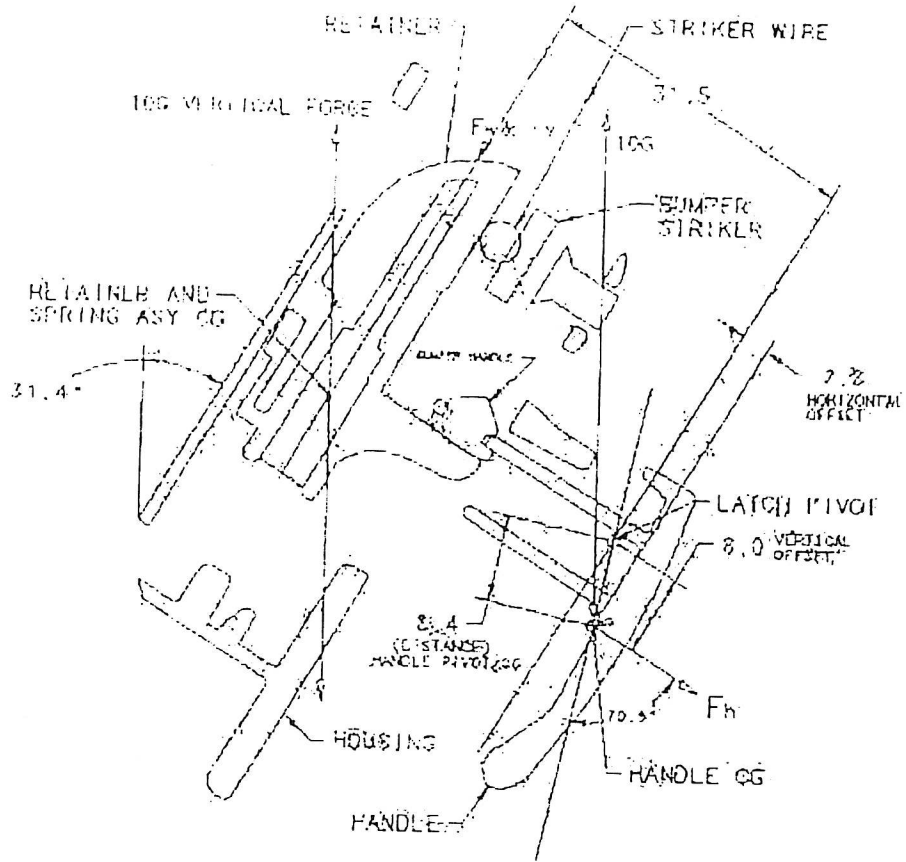 RETAINER
STRIKER WIRE
10G VERTICAL FORCE
31.5
10G
BUMPER
STRIKER
RETAINER AND
SPRING ASY CG
31.4°
HORIZONTAL
OFFSET
LATCH PIVOT
8.0 VERTICAL
OFFSET
8.4
(DISTANCE)
HANDLE PIVOT/CG
Fh
70.9°
HOUSING
HANDLE CG
HANDLE